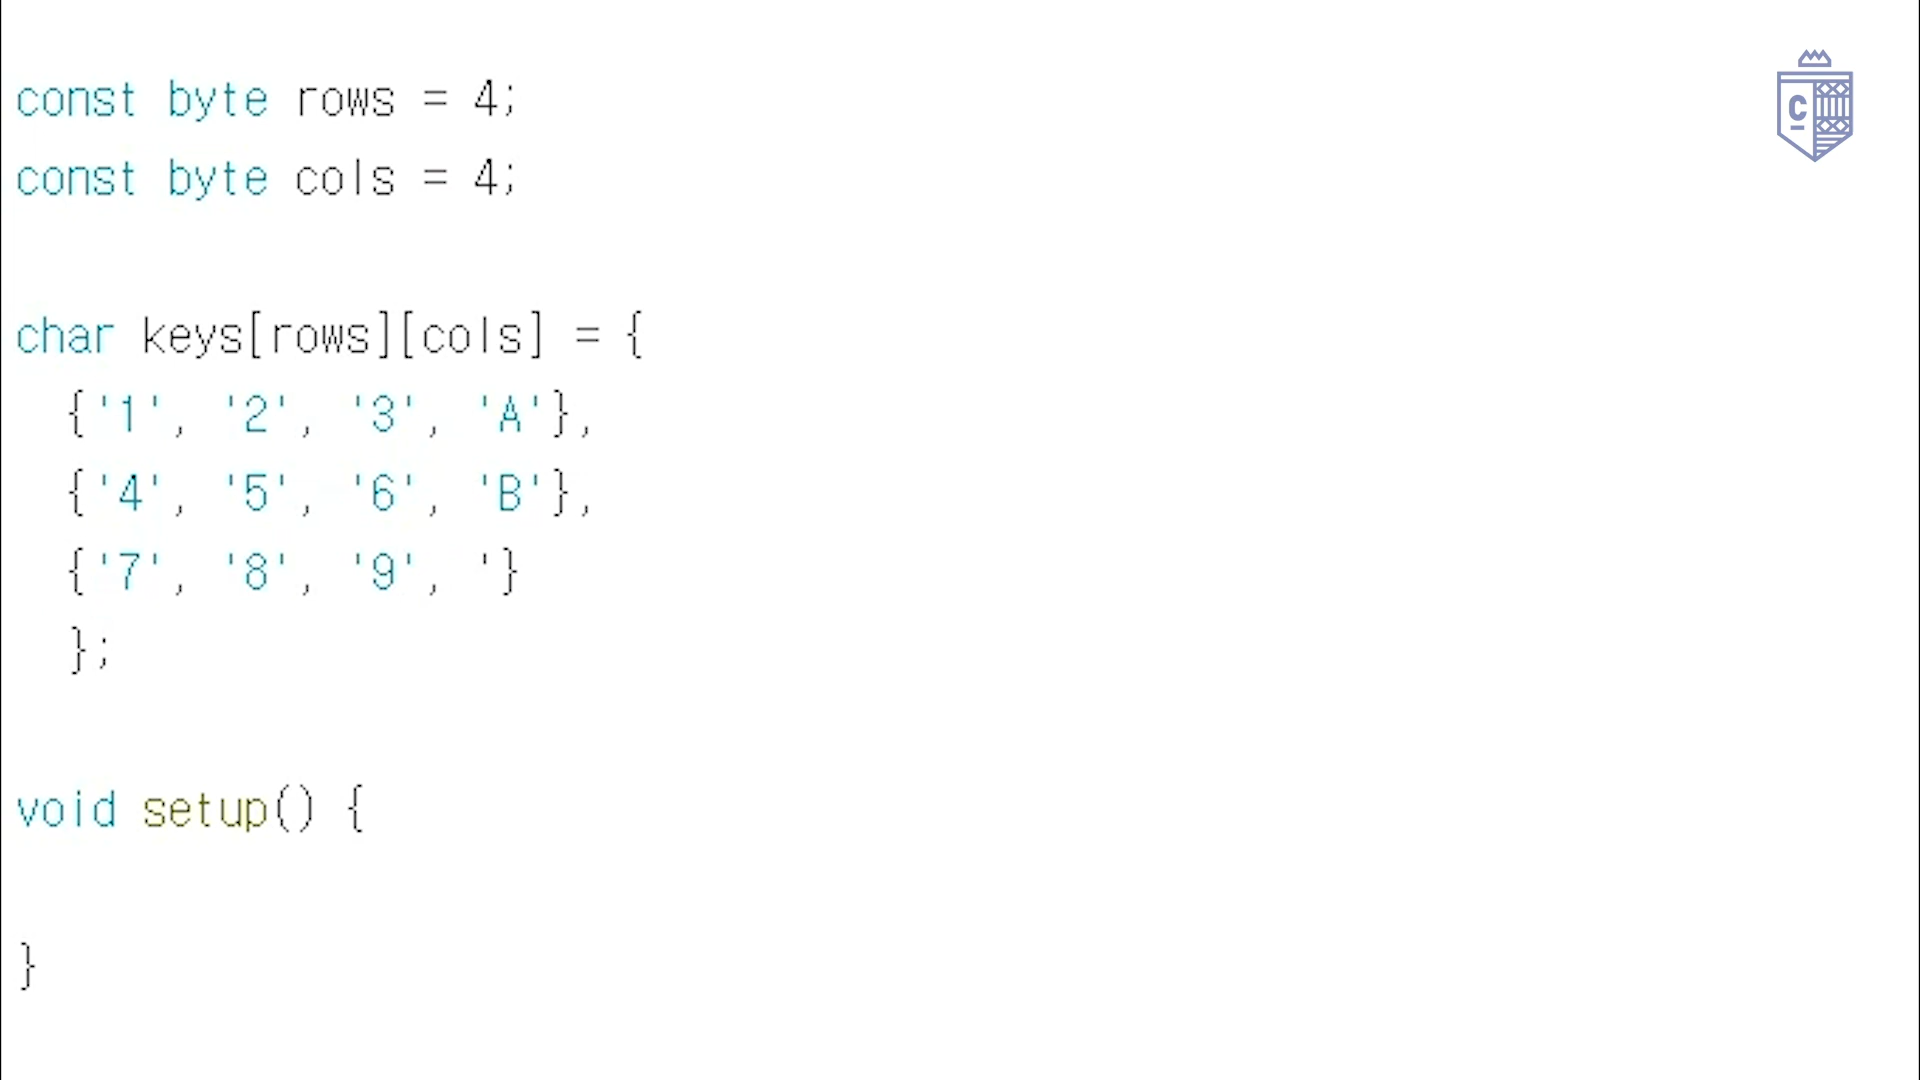 const byte rows = 4;
const byte cols = 4;
char keys[rows][cols] = {
{'1', '2', '3', 'A'},
{'4', '5', '6', 'B'},
{'7', '8', '9', '}
};
void setup() {
}
C